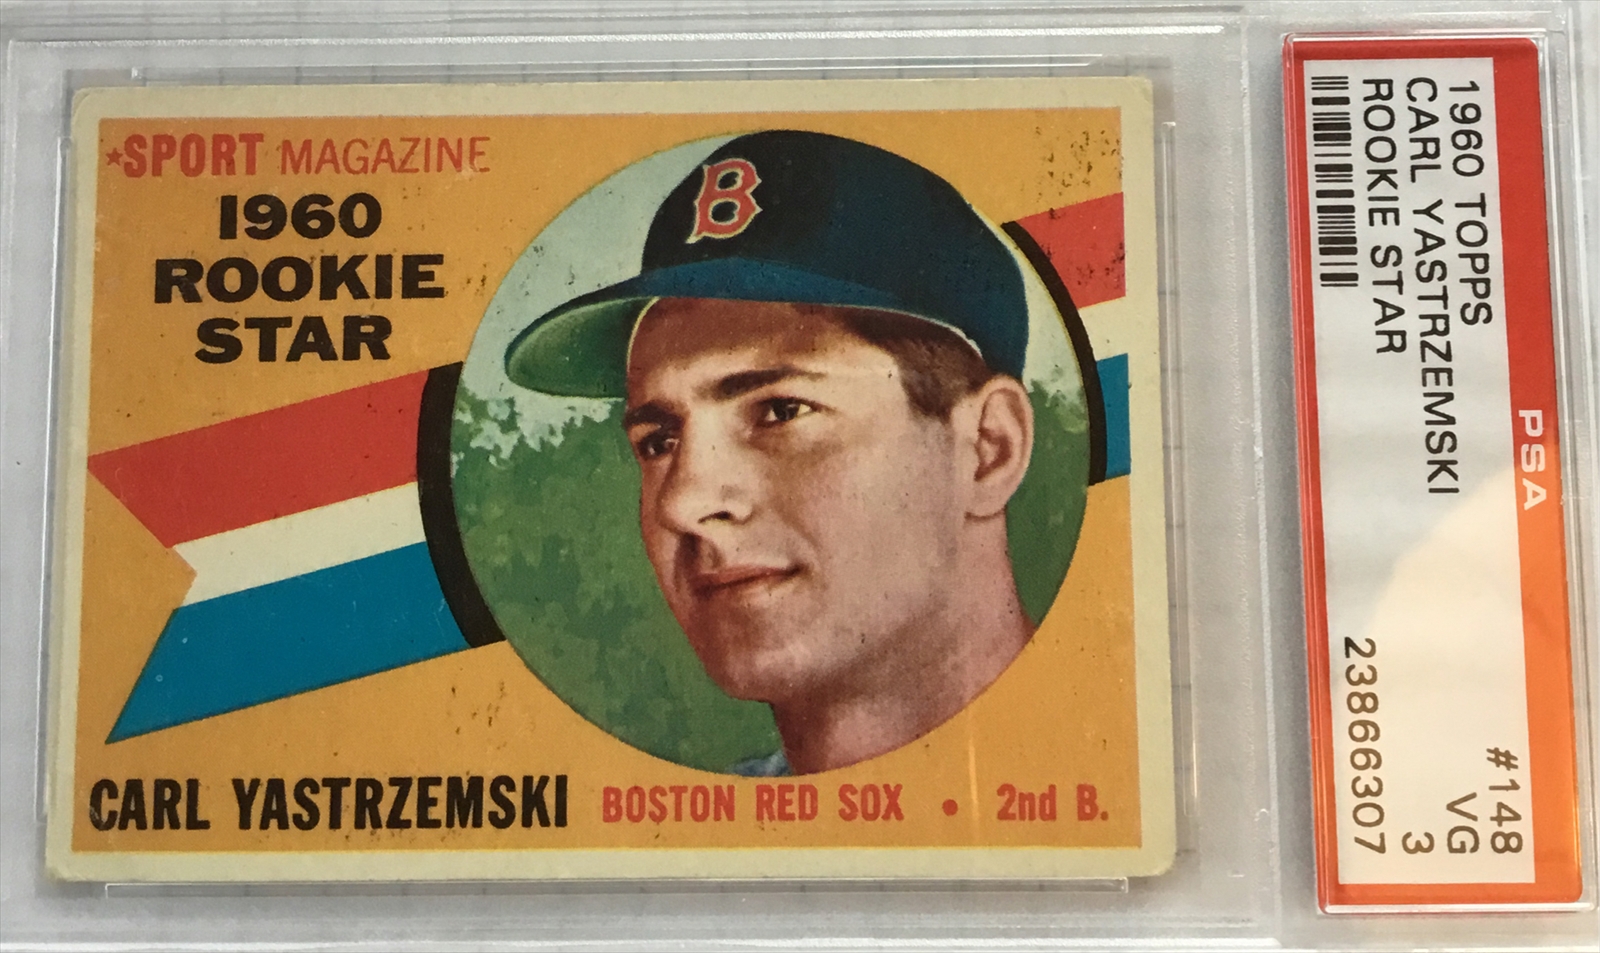 ★SPORT MAGAZINE
1960
ROOKIE
STAR
B
CARL YASTRZEMSKI BOSTON RED SOX • 2nd B.
PSA
1960 TOPPS #148
CARL YASTRZEMSKI VG
ROOKIE STAR 3
23866307